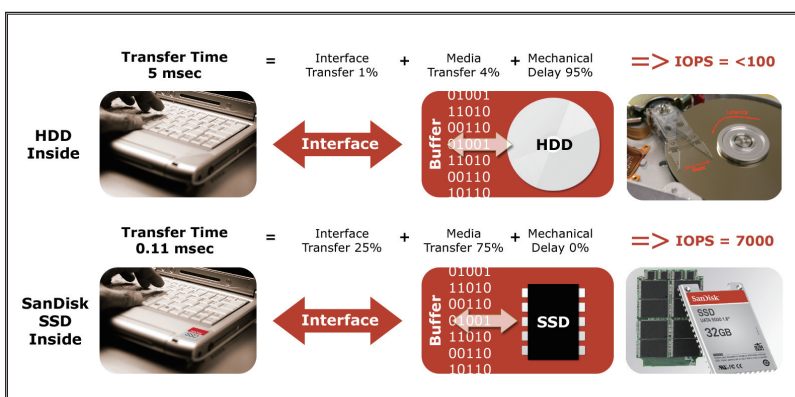 Transfer Time
5 msec
=
Interface
Transfer 1%
+
Media
Transfer 4%
+
Mechanical
Delay 95%
=> IOPS = <100
HDD
Inside
Interface
Buffer
01001
11010
00110
01001
11010
00110
10110
HDD
Transfer Time
0.11 msec
=
Interface
Transfer 25%
+
Media
Transfer 75%
+
Mechanical
Delay 0%
=> IOPS = 7000
SanDisk
SSD
Inside
Interface
Buffer
01001
11010
00110
01001
11010
00110
10110
SSD
SanDisk
SSD
32GB